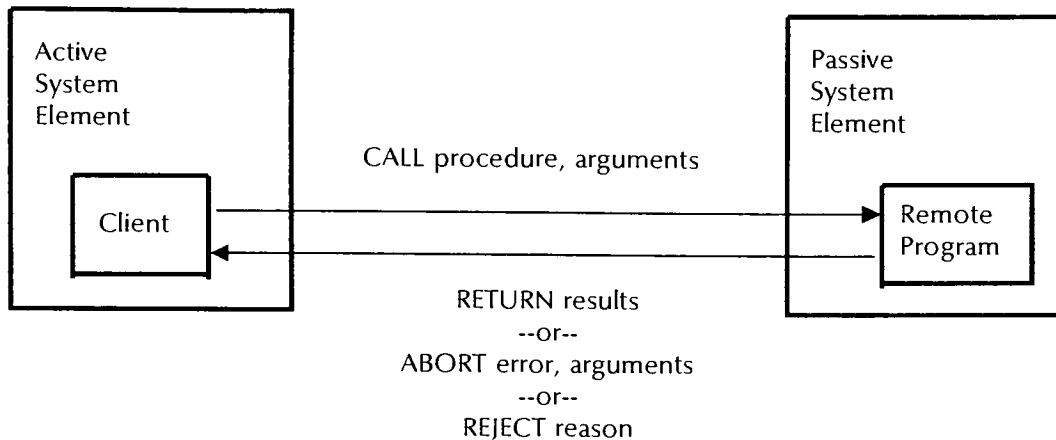 Active
System
Element
Client
CALL procedure, arguments
Passive
System
Element
Remote
Program
RETURN results
--or--
ABORT error, arguments
--or--
REJECT reason